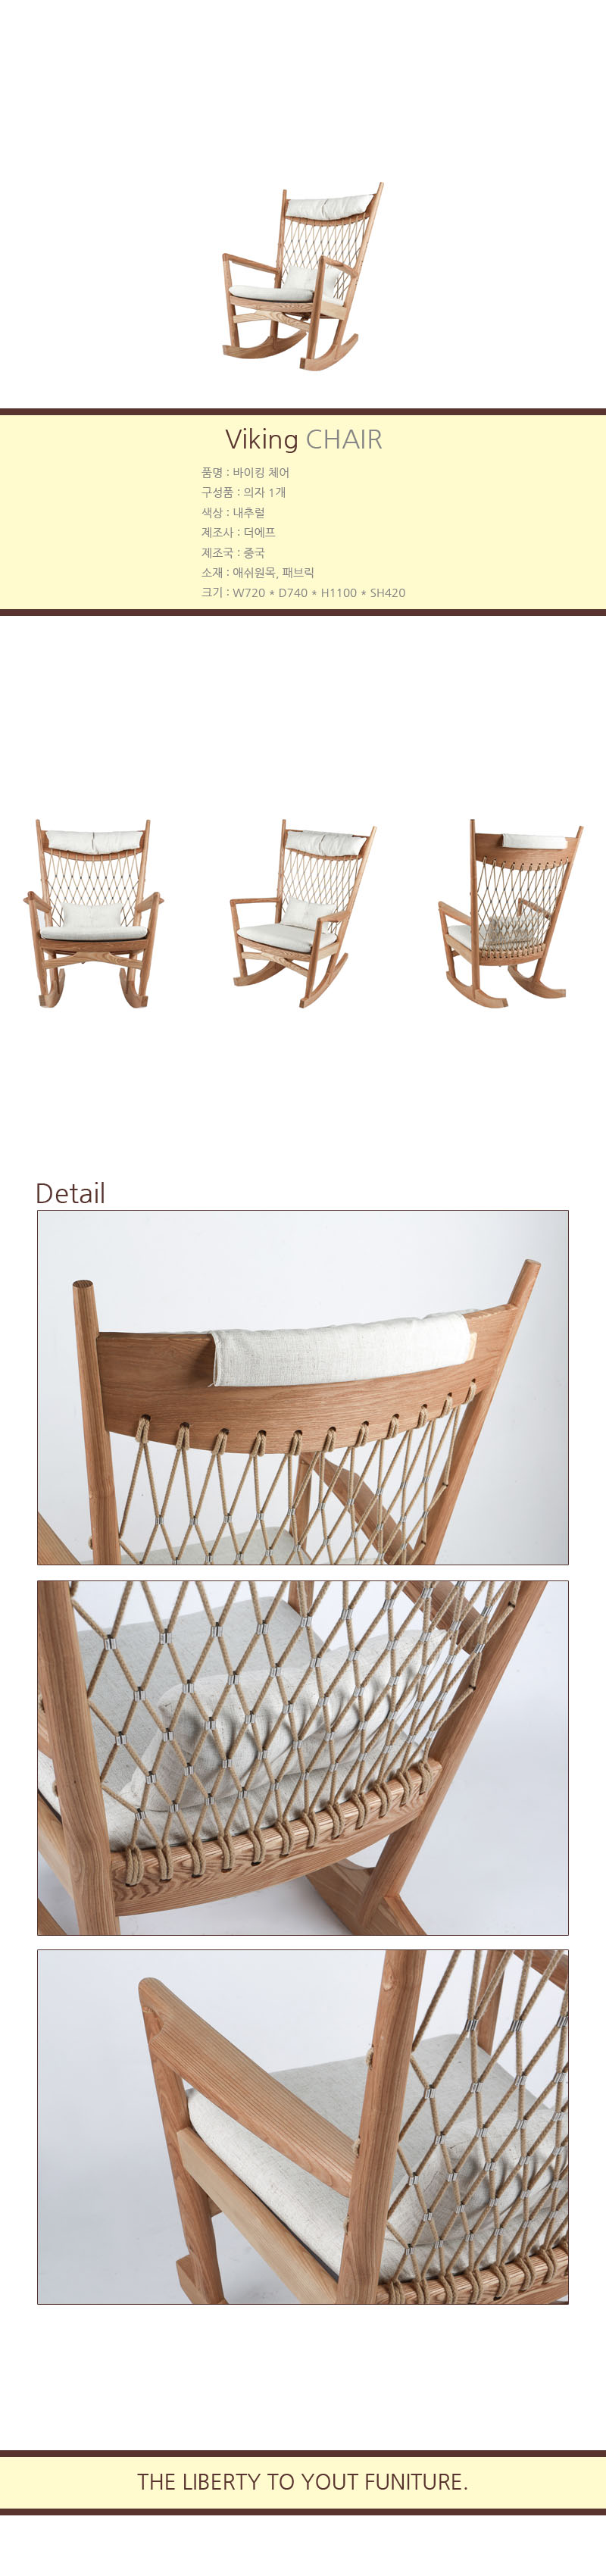 Viking CHAIR
품명 : 바이킹 체어
구성품 : 의자 1개
색상 : 내추럴
제조사 : 더에프
제조국 : 중국
소재 : 애쉬원목, 패브릭
크기 : W720 * D740 * H1100 * SH420
Detail
THE LIBERTY TO YOUT FUNITURE.